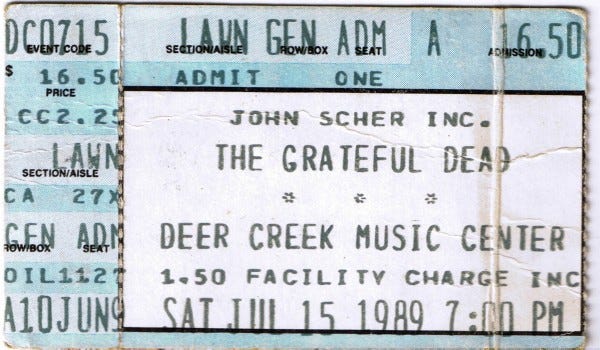 DC0715 LAWN GEN ADM A 16.50
EVENT CODE SECTION/AISLE ROW/BOX SEAT ADMISSION
$ 16.50 ADMIT ONE
PRICE
CC2.25 JOHN SCHER INC.
LAWN THE GRATEFUL DEAD
SECTION/AISLE
CA 27X * * *
GEN ADM DEER CREEK MUSIC CENTER
ROW/BOX SEAT
OIL1127 1.50 FACILITY CHARGE INC
A10JUN9 SAT JUL 15 1989 7:00 PM